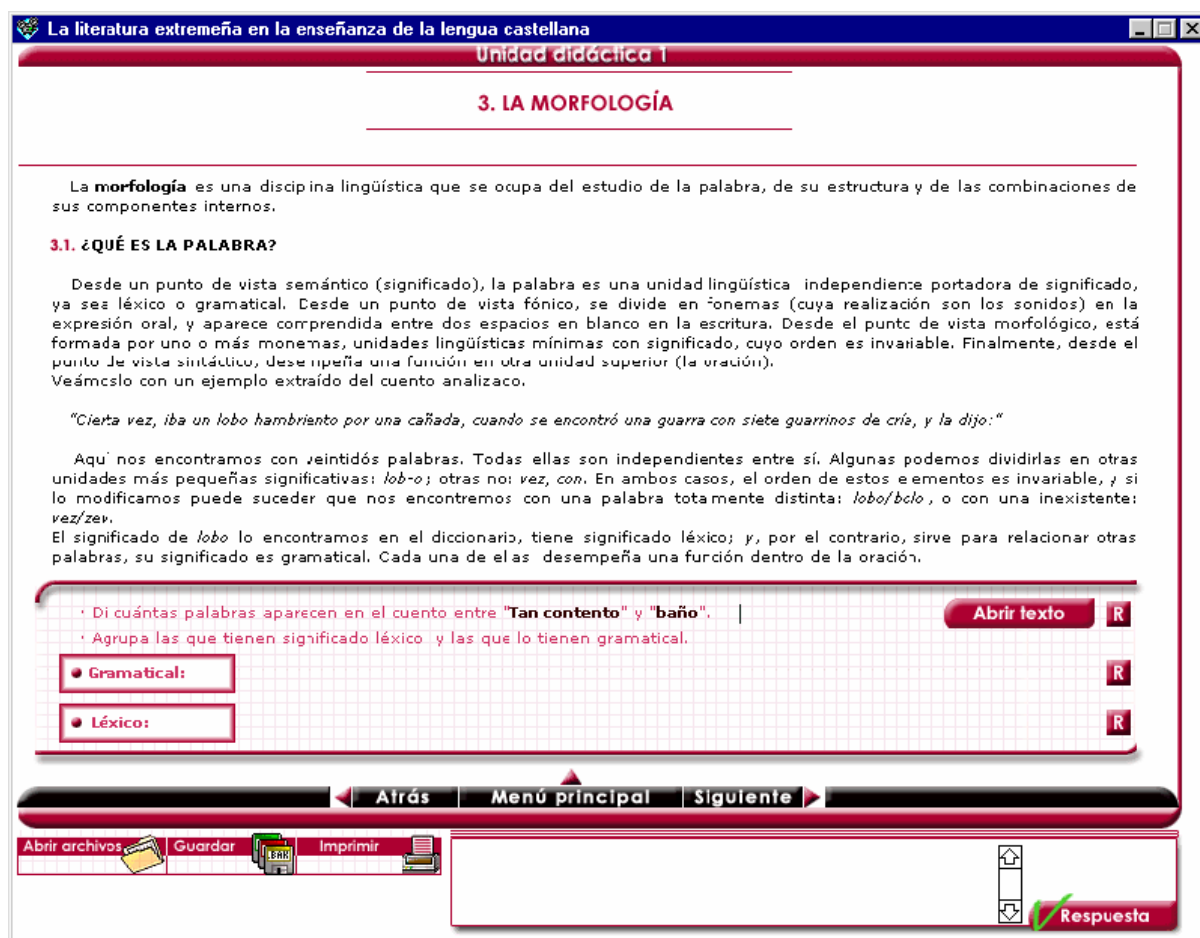 La literatura extremeña en la enseñanza de la lengua castellana
Unidad didáctica 1
3. LA MORFOLOGÍA
La morfología es una disciplina lingüística que se ocupa del estudio de la palabra, de su estructura y de las combinaciones de
sus componentes internos.
3.1. ¿QUÉ ES LA PALABRA?
Desde un punto de vista semántico (significado), la palabra es una unidad lingüística independiente portadora de significado,
ya sea léxico o gramatical. Desde un punto de vista fónico, se divide en fonemas (cuya realización son los sonidos) en la
expresión oral, y aparece comprendida entre dos espacios en blanco en la escritura. Desde el punto de vista morfológico, está
formada por uno o más monemas, unidades lingüísticas mínimas con significado, cuyo orden es invariable. Finalmente, desde el
punto de vista sintáctico, desempeña una función en otra unidad superior (la oración).
Veámoslo con un ejemplo extraído del cuento analizado.
"Cierta vez, iba un lobo hambriento por una cañada, cuando se encontró una guarra con siete guarrinos de cría, y la dijo:"
Aquí nos encontramos con veintidós palabras. Todas ellas son independientes entre sí. Algunas podemos dividirlas en otras
unidades más pequeñas significativas: lob-o; otras no: vez, con. En ambos casos, el orden de estos elementos es invariable, y si
lo modificamos puede suceder que nos encontremos con una palabra totalmente distinta: lobo/bolo, o con una inexistente:
vez/zev.
El significado de lobo lo encontramos en el diccionario, tiene significado léxico; y, por el contrario, sirve para relacionar otras
palabras, su significado es gramatical. Cada una de ellas desempeña una función dentro de la oración.
· Di cuántas palabras aparecen en el cuento entre "Tan contento" y "baño".
Abrir texto R
· Agrupa las que tienen significado léxico y las que lo tienen gramatical.
Gramatical: R
Léxico: R
Atrás Menú principal Siguiente
Abrir archivos Guardar .BAK Imprimir
Respuesta